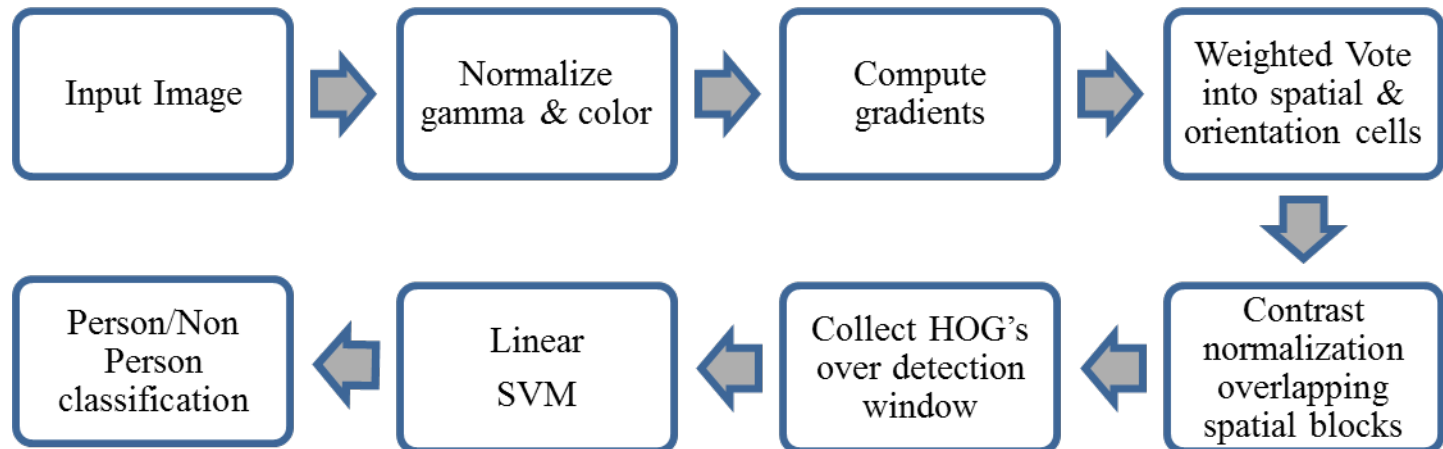 Input Image
Normalize
gamma & color
Compute
gradients
Weighted Vote
into spatial &
orientation cells
Contrast
normalization
overlapping
spatial blocks
Collect HOG’s
over detection
window
Linear
SVM
Person/Non
Person
classification